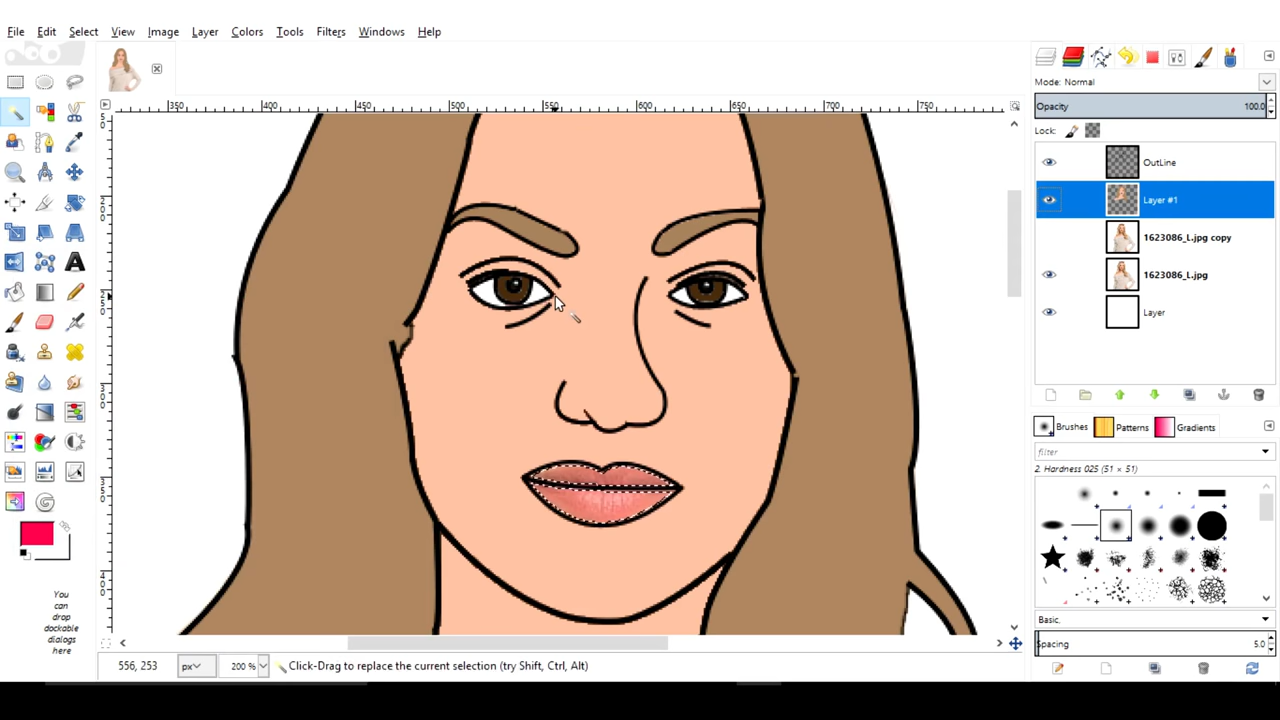 File Edit Select View Image Layer Colors Tools Filters Windows Help
Mode: Normal
Opacity 100.0
Lock:
OutLine
Layer #1
1623086_L.jpg copy
1623086_L.jpg
Layer
350 400 450 500 550 600 650 700 750
Brushes Patterns Gradients
filter
2. Hardness 025 (51 × 51)
Basic,
Spacing 5.0
You
can
drop
dockable
dialogs
here
556, 253 px 200 % Click-Drag to replace the current selection (try Shift, Ctrl, Alt)